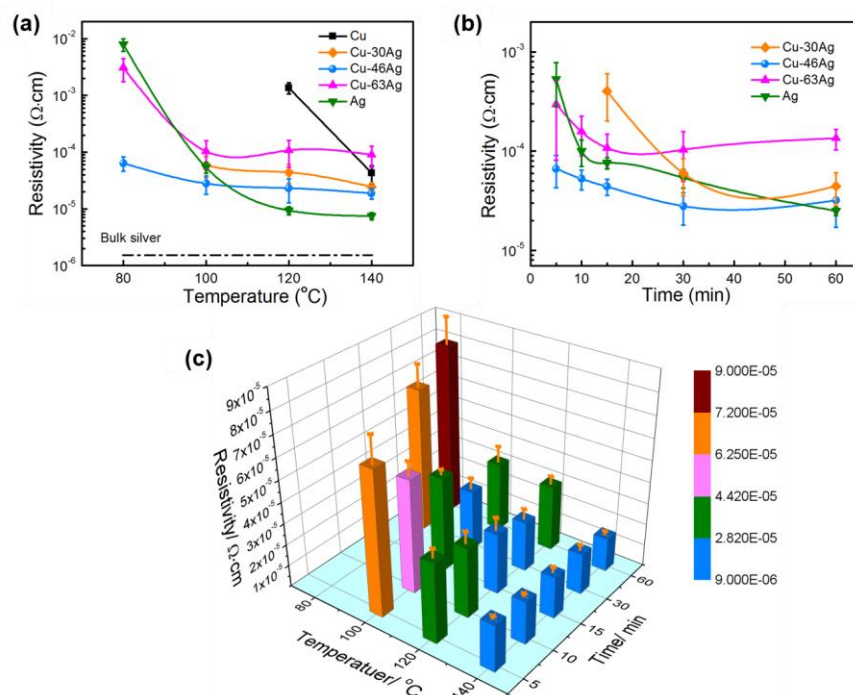 (a)
Resistivity (Ω·cm)
10⁻²
10⁻³
10⁻⁴
10⁻⁵
10⁻⁶
Cu
Cu-30Ag
Cu-46Ag
Cu-63Ag
Ag
Bulk silver
80 100 120 140
Temperature (°C)
(b)
Resistivity (Ω·cm)
10⁻³
10⁻⁴
10⁻⁵
Cu-30Ag
Cu-46Ag
Cu-63Ag
Ag
0 10 20 30 40 50 60
Time (min)
(c)
Resistivity/ Ω·cm
9x10⁻⁵
8x10⁻⁵
7x10⁻⁵
6x10⁻⁵
5x10⁻⁵
4x10⁻⁵
3x10⁻⁵
2x10⁻⁵
1x10⁻⁵
80
100
120
140
Temperatuer/ °C
5
10
15
30
60
Time/ min
9.000E-05
7.200E-05
6.250E-05
4.420E-05
2.820E-05
9.000E-06